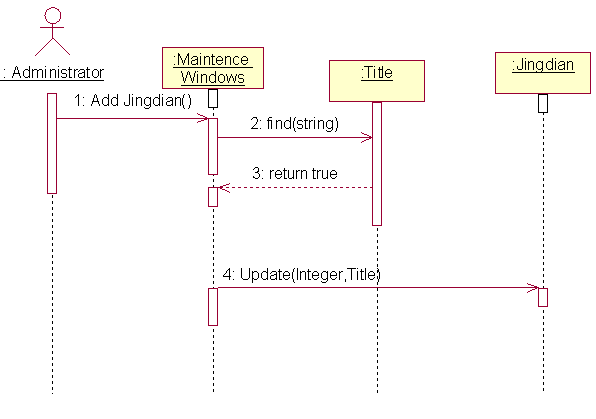 : Administrator
:Maintence
Windows
:Title
:Jingdian
1: Add Jingdian()
2: find(string)
3: return true
4: Update(Integer,Title)